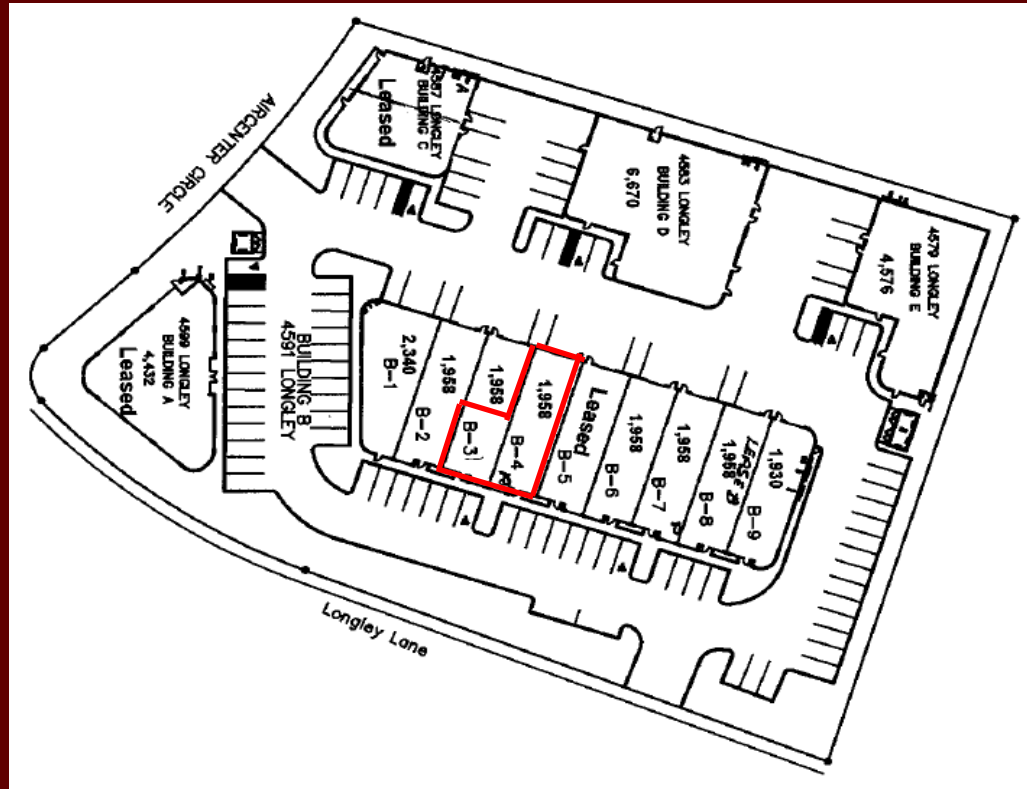 AIRCENTER CIRCLE
4587 LONGLEY
BUILDING C
Leased
4583 LONGLEY
BUILDING D
6,670
4579 LONGLEY
BUILDING E
4,576
4599 LONGLEY
BUILDING A
4,432
Leased
BUILDING B
4591 LONGLEY
2,340
B-1
1,958
B-2
1,958
B-3
1,958
B-4
Leased
B-5
1,958
B-6
1,958
B-7
LEASED
1,958
B-8
1,930
B-9
Longley Lane